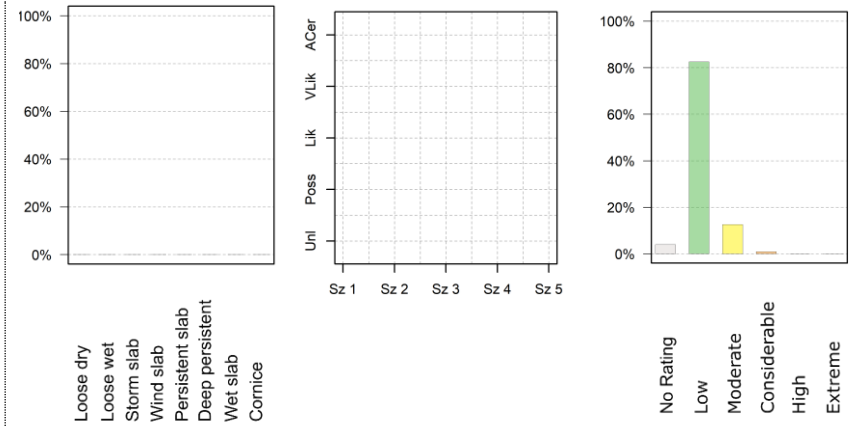 100%
80%
60%
40%
20%
0%
Loose dry
Loose wet
Storm slab
Wind slab
Persistent slab
Deep persistent
Wet slab
Cornice
ACer
VLik
Lik
Poss
Unl
Sz 1 Sz 2 Sz 3 Sz 4 Sz 5
100%
80%
60%
40%
20%
0%
No Rating
Low
Moderate
Considerable
High
Extreme